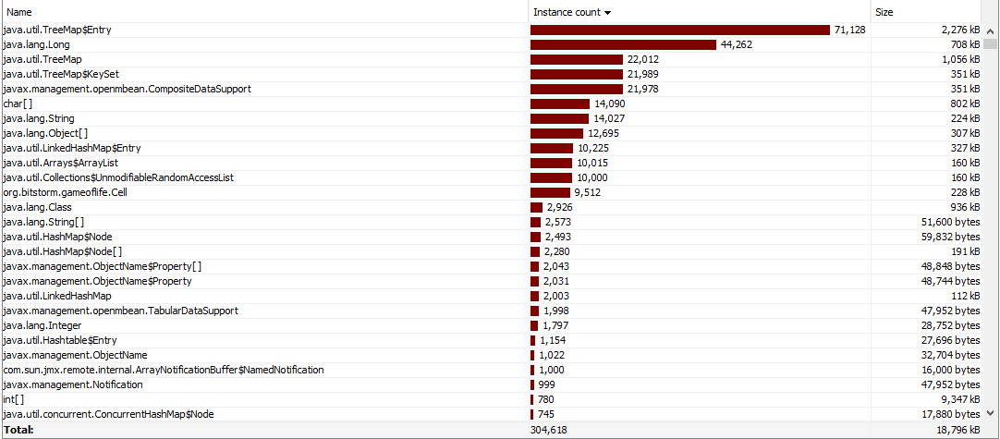 Name Instance count Size
java.util.TreeMap$Entry 71,128 2,276 kB
java.lang.Long 44,262 708 kB
java.util.TreeMap 22,012 1,056 kB
java.util.TreeMap$KeySet 21,989 351 kB
javax.management.openmbean.CompositeDataSupport 21,978 351 kB
char[ ] 14,090 802 kB
java.lang.String 14,027 224 kB
java.lang.Object[ ] 12,695 307 kB
java.util.LinkedHashMap$Entry 10,225 327 kB
java.util.Arrays$ArrayList 10,015 160 kB
java.util.Collections$UnmodifiableRandomAccessList 10,000 160 kB
org.bitstorm.gameoflife.Cell 9,512 228 kB
java.lang.Class 2,926 936 kB
java.lang.String[ ] 2,573 51,600 bytes
java.util.HashMap$Node 2,493 59,832 bytes
java.util.HashMap$Node[ ] 2,280 191 kB
javax.management.ObjectName$Property[ ] 2,043 48,848 bytes
javax.management.ObjectName$Property 2,031 48,744 bytes
java.util.LinkedHashMap 2,003 112 kB
javax.management.openmbean.TabularDataSupport 1,998 47,952 bytes
java.lang.Integer 1,797 28,752 bytes
java.util.Hashtable$Entry 1,154 27,696 bytes
javax.management.ObjectName 1,022 32,704 bytes
com.sun.jmx.remote.internal.ArrayNotificationBuffer$NamedNotification 1,000 16,000 bytes
javax.management.Notification 999 47,952 bytes
int[ ] 780 9,347 kB
java.util.concurrent.ConcurrentHashMap$Node 745 17,880 bytes
Total: 304,618 18,796 kB